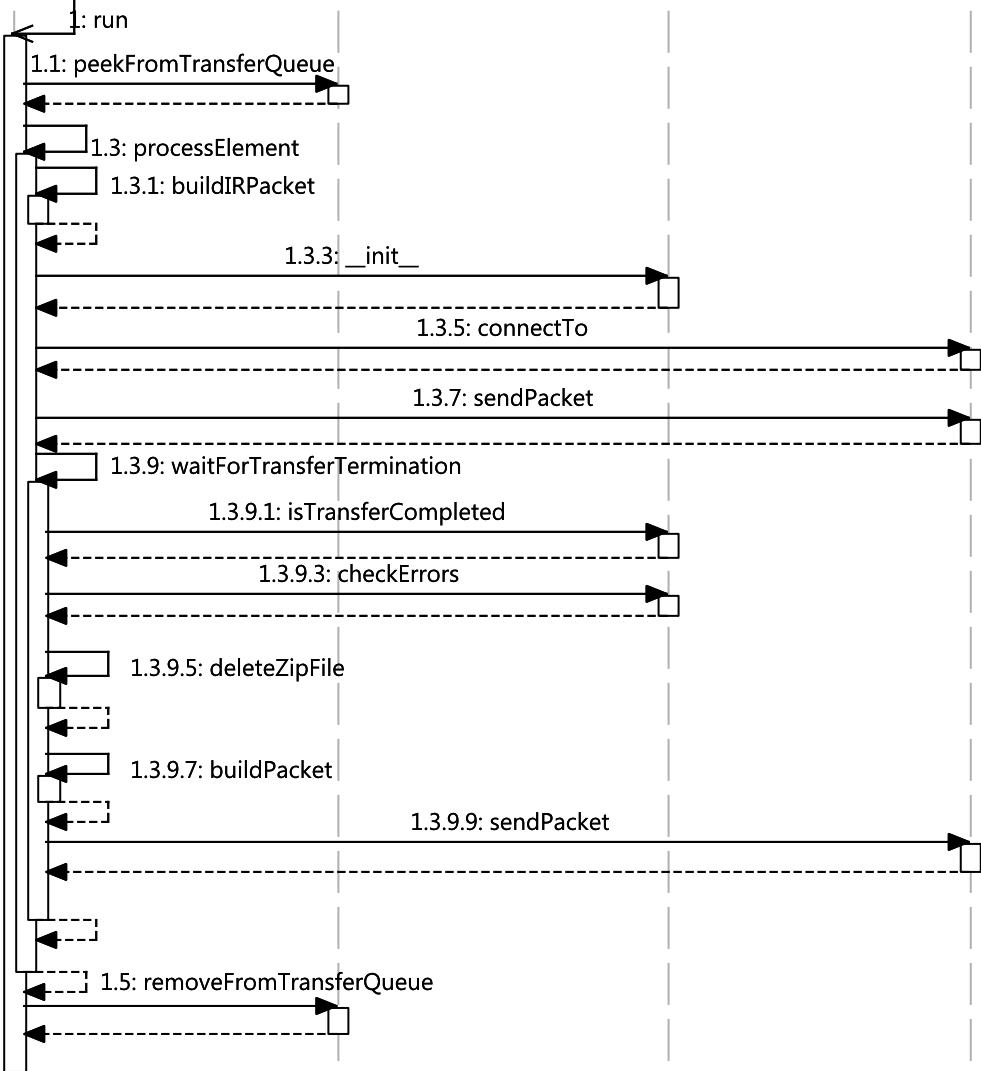 1: run
1.1: peekFromTransferQueue
1.3: processElement
1.3.1: buildIRPacket
1.3.3: __init__
1.3.5: connectTo
1.3.7: sendPacket
1.3.9: waitForTransferTermination
1.3.9.1: isTransferCompleted
1.3.9.3: checkErrors
1.3.9.5: deleteZipFile
1.3.9.7: buildPacket
1.3.9.9: sendPacket
1.5: removeFromTransferQueue